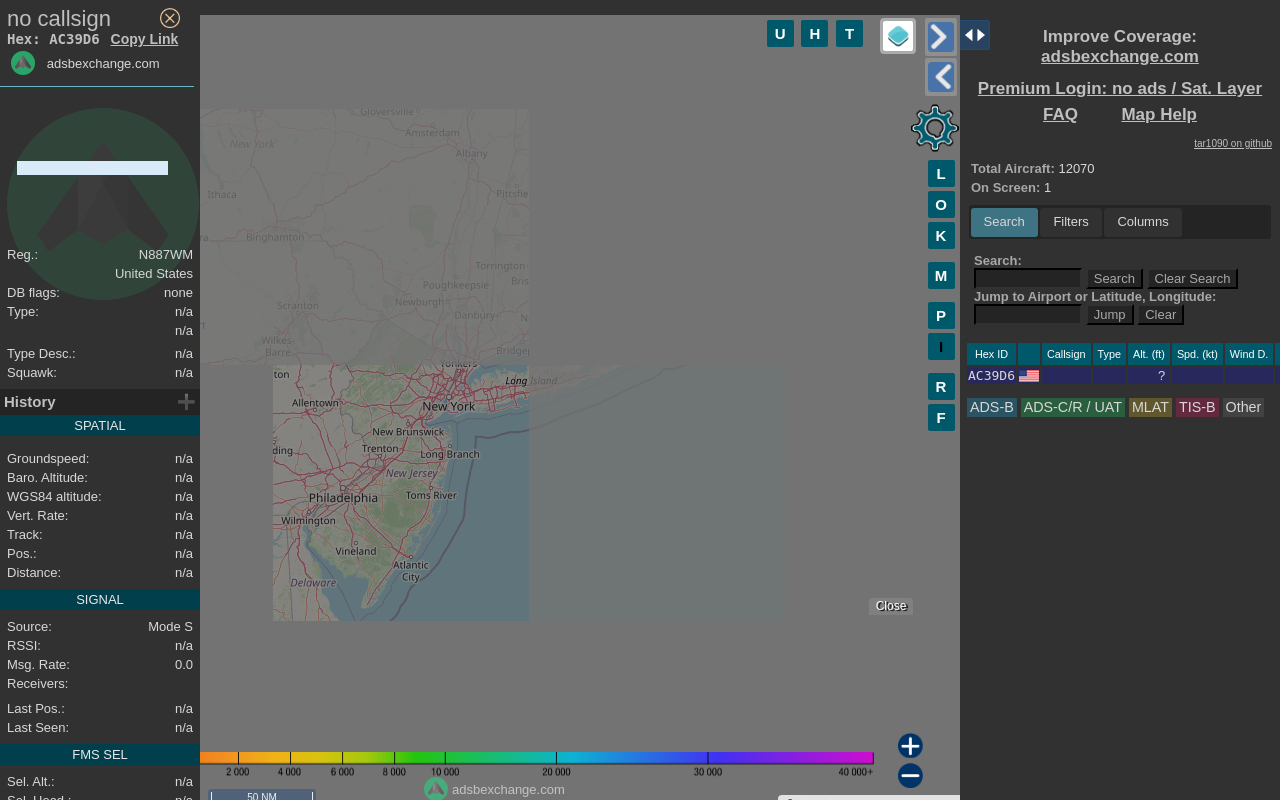 no callsign
Hex: AC39D6 Copy Link
adsbexchange.com
Reg.: N887WM
United States
DB flags: none
Type: n/a
n/a
Type Desc.: n/a
Squawk: n/a
History
SPATIAL
Groundspeed: n/a
Baro. Altitude: n/a
WGS84 altitude: n/a
Vert. Rate: n/a
Track: n/a
Pos.: n/a
Distance: n/a
SIGNAL
Source: Mode S
RSSI: n/a
Msg. Rate: 0.0
Receivers:
Last Pos.: n/a
Last Seen: n/a
FMS SEL
Sel. Alt.: n/a
Sel. Head.: n/a
U H T
L
O
K
M
P
I
R
F
Gloversville
Amsterdam
New York
Albany
Ithaca
Pittsfie
Binghamton
Torrington
Poughkeepsie
Bris
Scranton
Newburgh
Danbury
N
Wilkes-
Barre
Bridge
Yonkers
ton
Long Island
Allentown
New York
New Brunswick
ding
Trenton
Long Branch
New Jersey
Philadelphia
Toms River
Wilmington
Vineland
Atlantic
City
Delaware
Close
2 000 4 000 6 000 8 000 10 000 20 000 30 000 40 000+
adsbexchange.com
50 NM
Improve Coverage:
adsbexchange.com
Premium Login: no ads / Sat. Layer
FAQ Map Help
tar1090 on github
Total Aircraft: 12070
On Screen: 1
Search Filters Columns
Search:
Search Clear Search
Jump to Airport or Latitude, Longitude:
Jump Clear
Hex ID Callsign Type Alt. (ft) Spd. (kt) Wind D.
AC39D6 ?
ADS-B ADS-C/R / UAT MLAT TIS-B Other